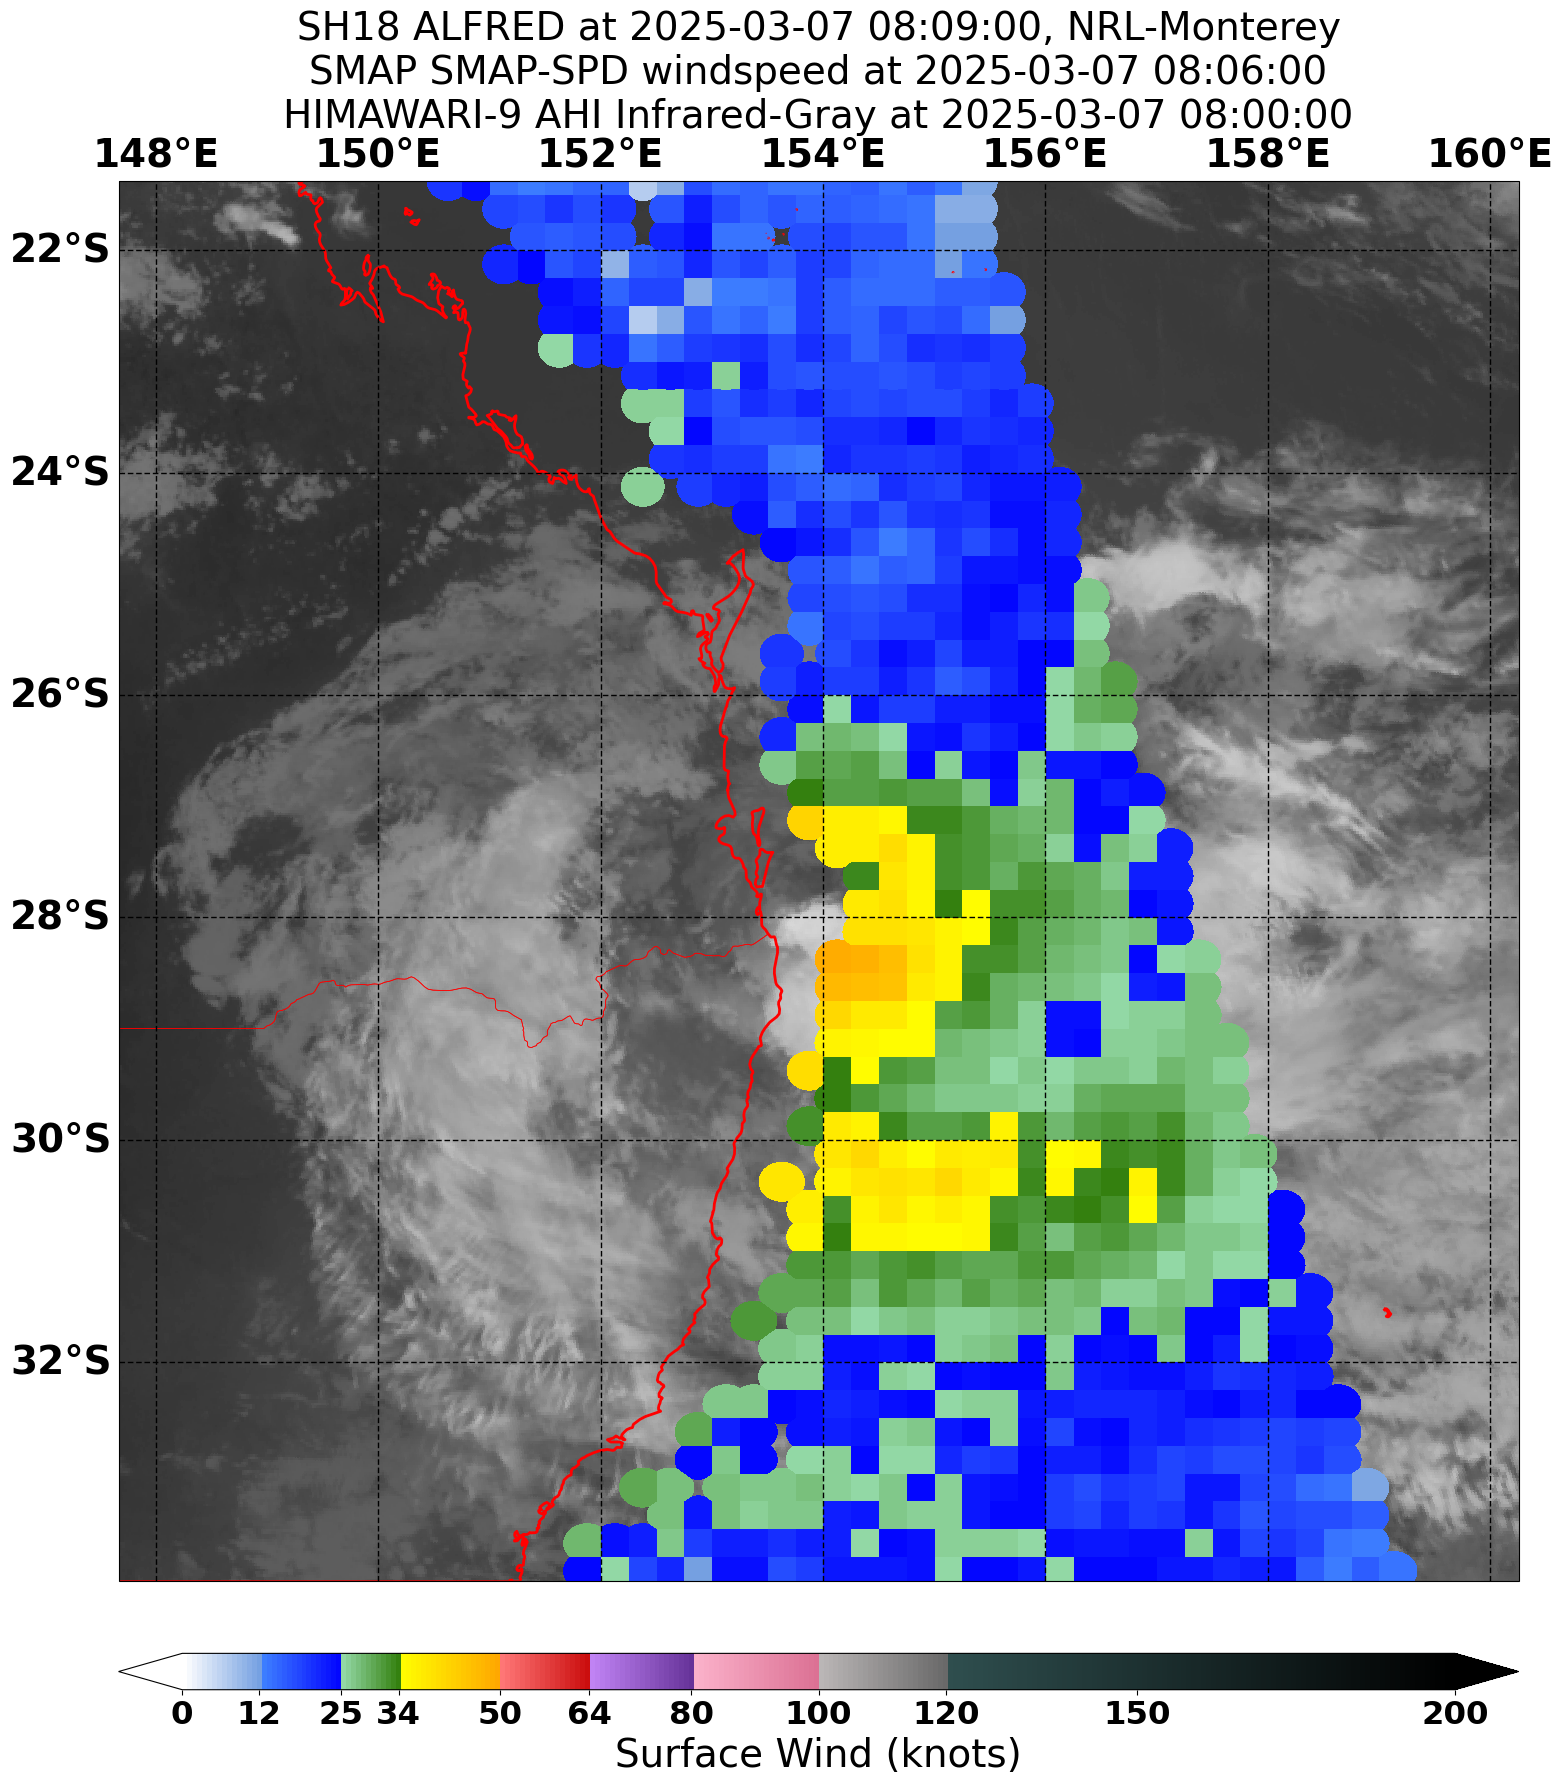 SH18 ALFRED at 2025-03-07 08:09:00, NRL-Monterey
SMAP SMAP-SPD windspeed at 2025-03-07 08:06:00
HIMAWARI-9 AHI Infrared-Gray at 2025-03-07 08:00:00
148°E 150°E 152°E 154°E 156°E 158°E 160°E
22°S
24°S
26°S
28°S
30°S
32°S
0 12 25 34 50 64 80 100 120 150 200
Surface Wind (knots)